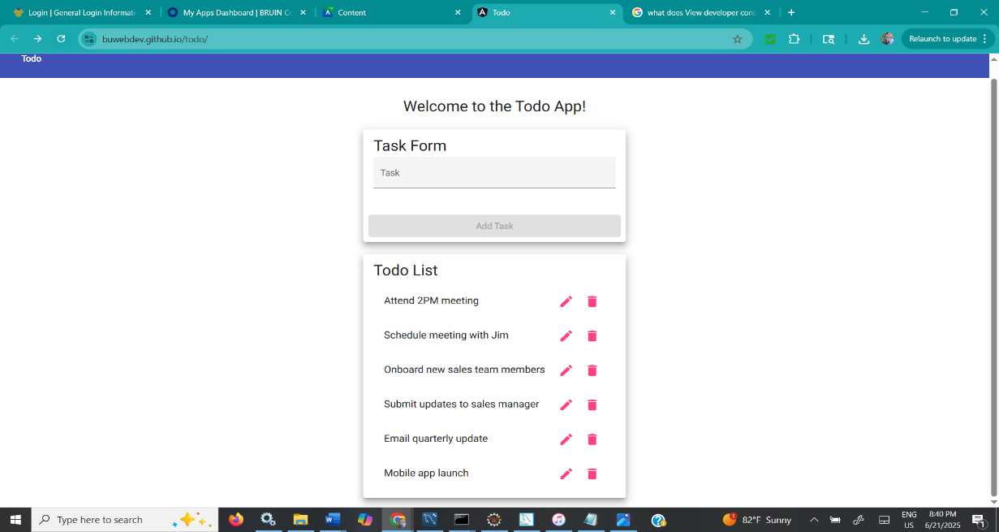 Login | General Login Informati
My Apps Dashboard | BRUIN Co
Content
Todo
what does View developer cons
buwebdev.github.io/todo/
Relaunch to update
Todo
Welcome to the Todo App!
Task Form
Task
Add Task
Todo List
Attend 2PM meeting
Schedule meeting with Jim
Onboard new sales team members
Submit updates to sales manager
Email quarterly update
Mobile app launch
Type here to search
82°F Sunny
ENG
US
8:40 PM
6/21/2025
1